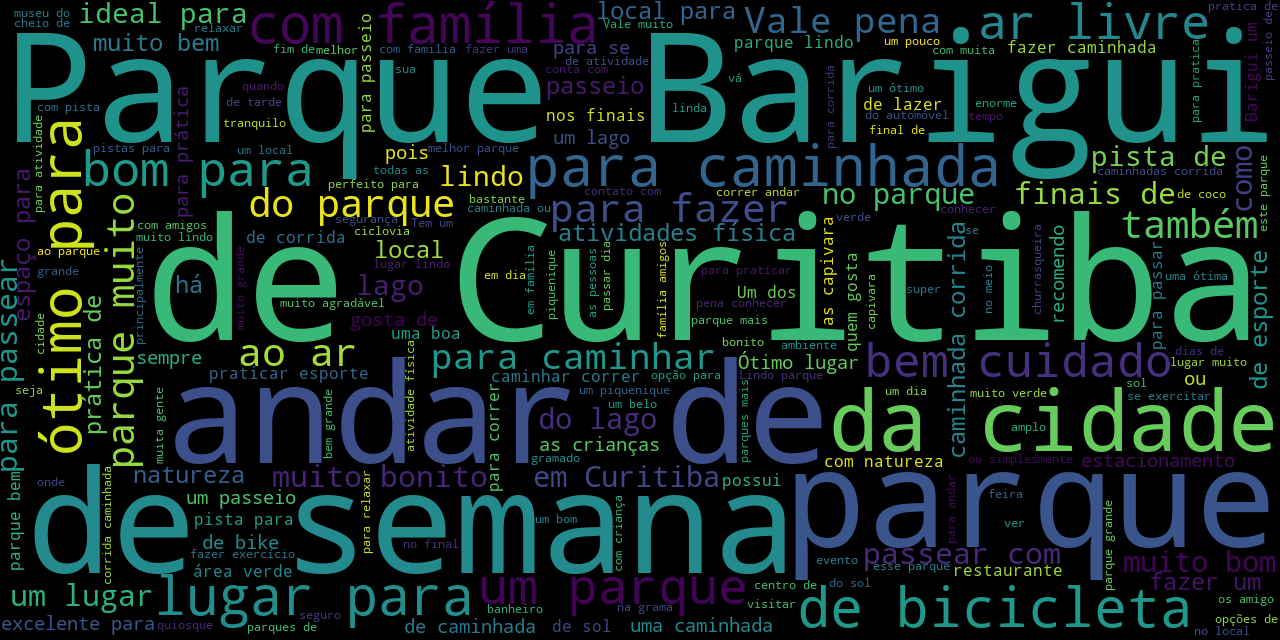 museu do
cheio de
ideal para
relaxar
com família
local para
Vale muito
Vale pena
ar livre
pratica de
passeio de
Parque Barigui
muito bem
fim de
melhor
para passeio
com familia
fazer uma
sua
para se
de atividade
conta com
passeio
parque lindo
um pouco
com muita
fazer caminhada
vá
para corrida
para pratica
Barigui um
quando
de tarde
tranquilo
com pista
nos finais
um lago
linda
um ótimo
de lazer
do automóvel
final de
enorme
tempo
para atividade
para prática
pistas para
um local
pois
melhor parque
todas as
bom para
perfeito para
lindo
bastante
para caminhada
pista de
caminhadas corrida
como
este parque
espaço para
do parque
contato com
correr andar
para fazer
no parque
finais de
de coco
ótimo para
parque muito
com amigos
muito lindo
segurança
Tem um
ciclovia
caminhada ou
verde
conhecer
também
ao parque
de corrida
local
atividades física
se
grande
há
lugar lindo
em dia
para praticar
caminhada corrida
no meio
churrasqueira
recomendo
para passar
uma ótima
de esporte
para passear
principalmente
muito grande
de Curitiba
lago
muito agradável
em família
piquenique
as pessoas
passar dia
família amigos
pena conhecer
Um dos
as capivara
quem gosta
capivara
super
cidade
prática de
gosta de
uma boa
parque mais
sempre
ao ar
para caminhar
bonito
ambiente
Ótimo lugar
bem cuidado
dias de
lugar muito
seja
praticar esporte
atividade física
caminhar correr
opção para
Lindo parque
ou
sol
se exercitar
um piquenique
um belo
um dia
muito verde
muita gente
bem grande
andar de
para correr
do lago
as crianças
parques mais
da cidade
amplo
gramado
com natureza
ou simplesmente
estacionamento
parque bem
onde
corrida caminhada
natureza
muito bonito
em Curitiba
possui
de semana
um passeio
para relaxar
um bom
com criança
parque
para andar
feira
ver
parque grande
pista para
de bike
fazer exercício
área verde
no final
evento
esse parque
passear com
restaurante
muito bom
fazer um
um lugar
lugar para
um parque
centro de
do sol
visitar
de bicicleta
os amigo
excelente para
quiosque
seguro
parques de
banheiro
de caminhada
de sol
na grama
uma caminhada
opções de
no local